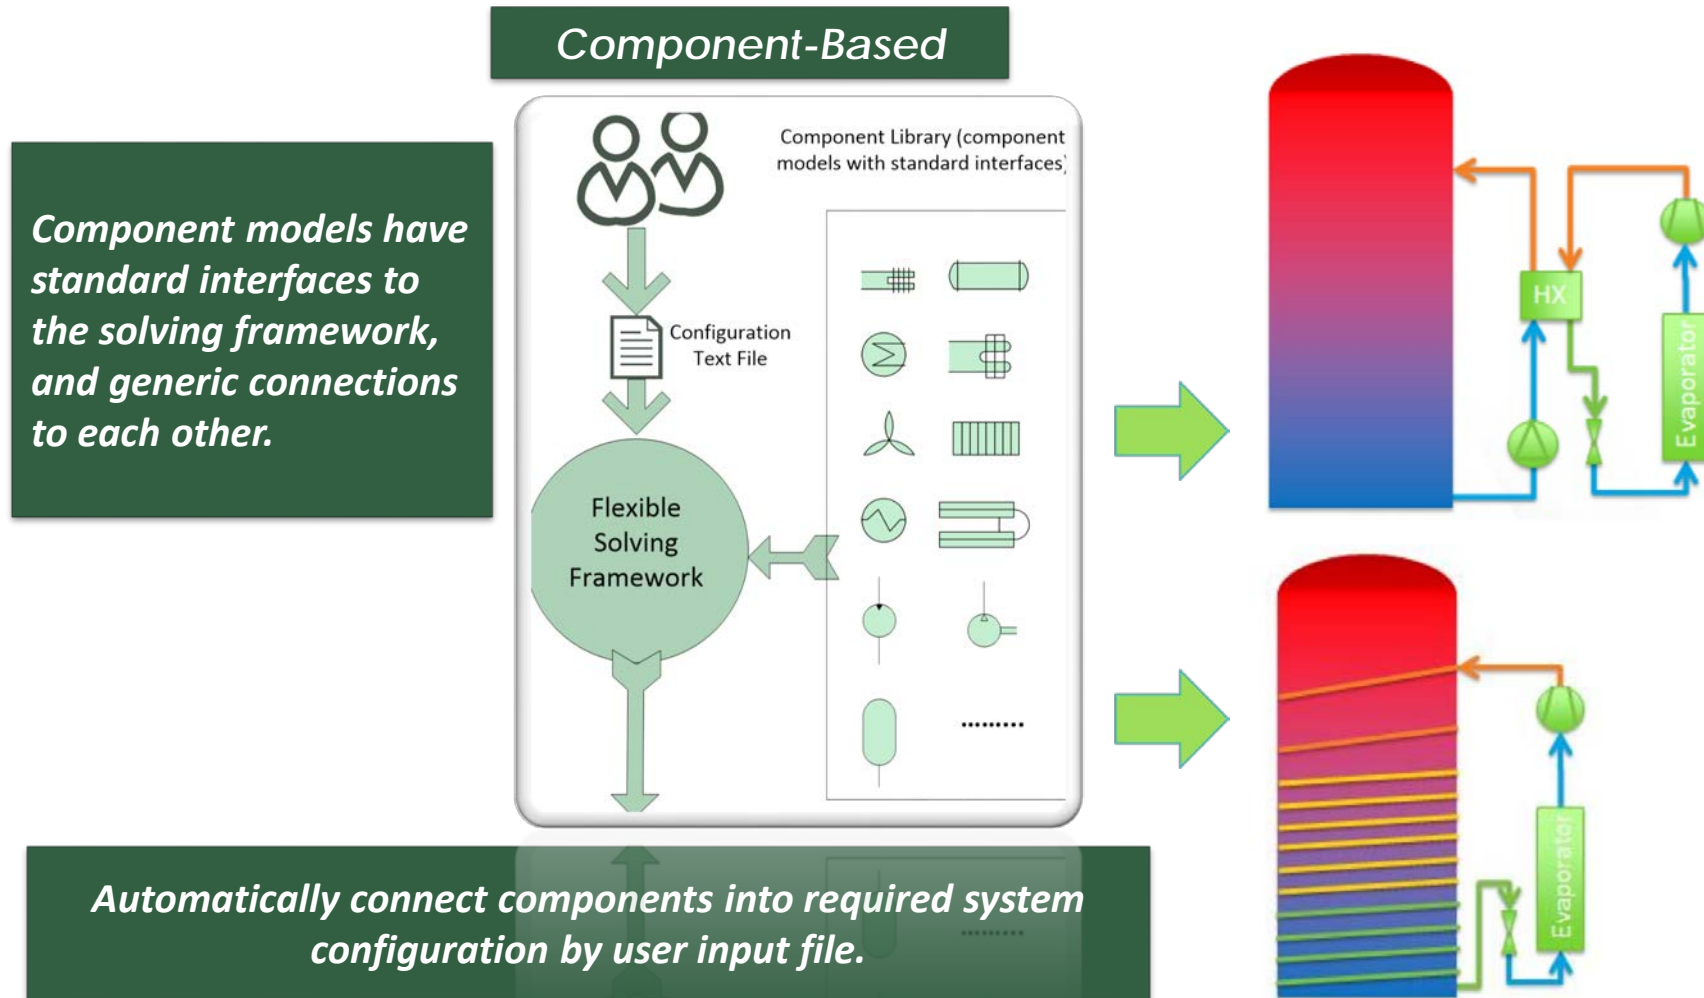 Component-Based
Component models have
standard interfaces to
the solving framework,
and generic connections
to each other.
Component Library (component
models with standard interfaces)
Configuration
Text File
Flexible
Solving
Framework
.........
HX
Evaporator
Evaporator
Automatically connect components into required system
configuration by user input file.